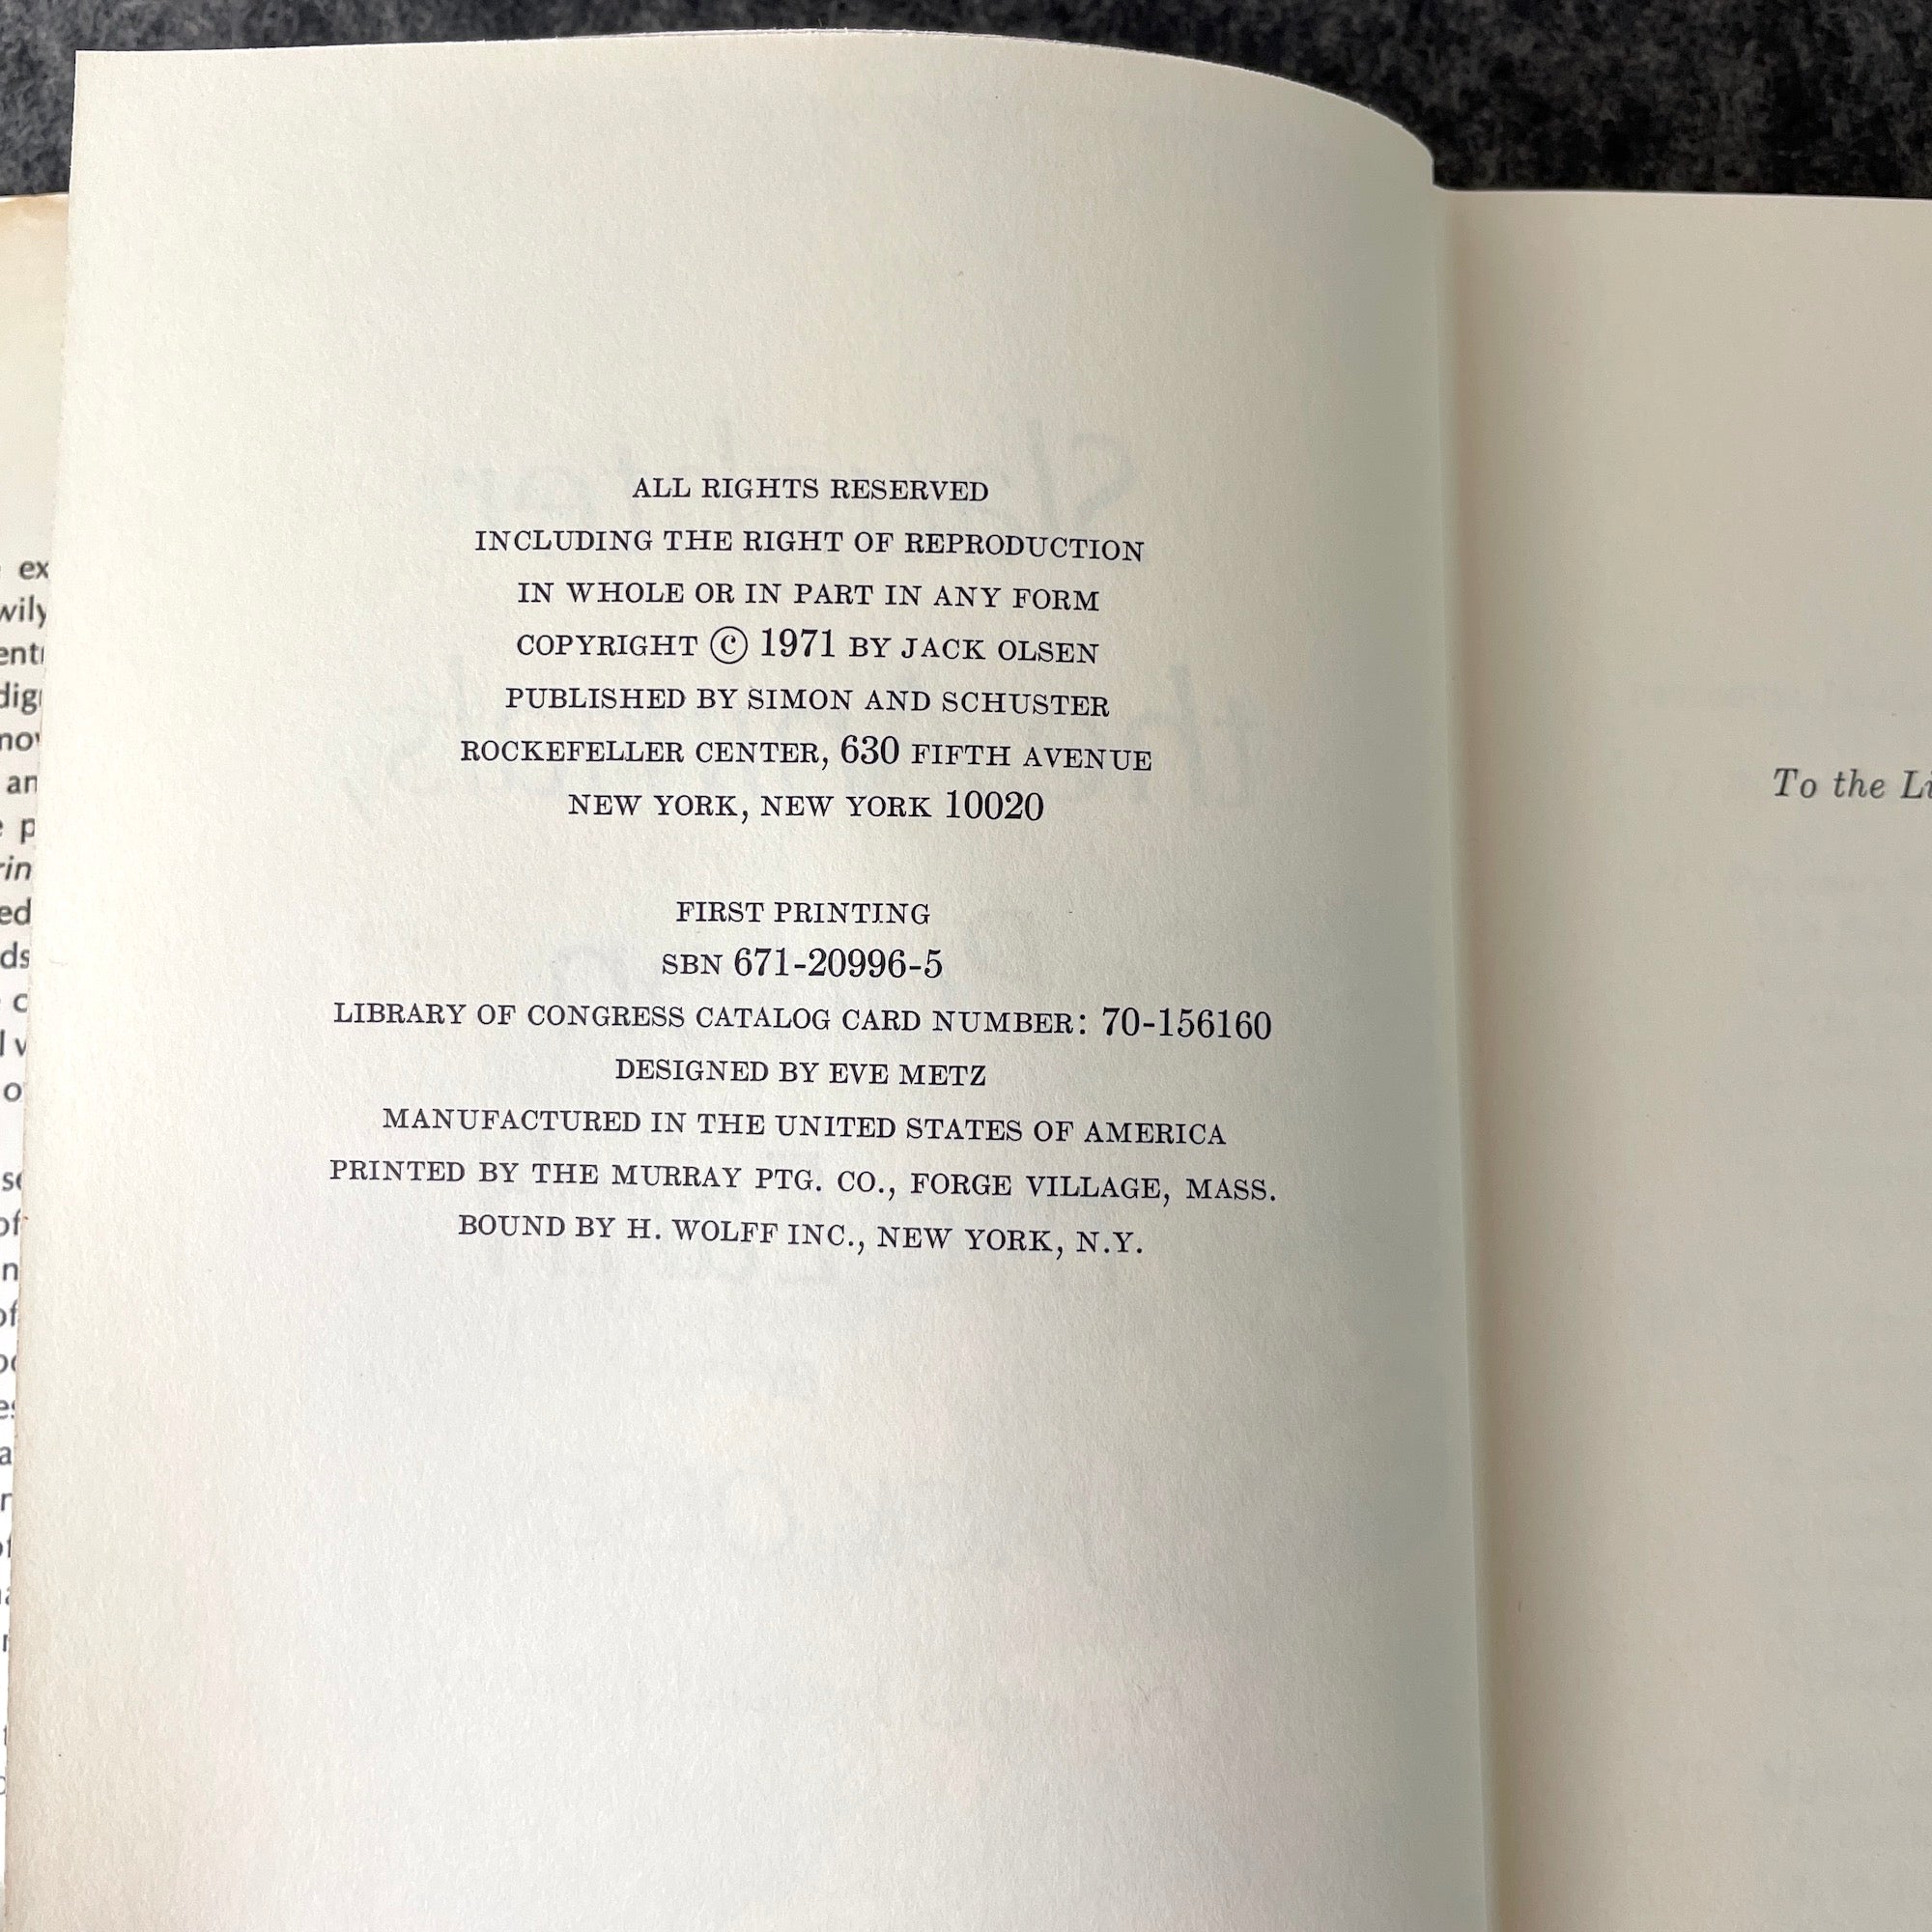 ex
wily
ALL RIGHTS RESERVED
INCLUDING THE RIGHT OF REPRODUCTION
IN WHOLE OR IN PART IN ANY FORM
COPYRIGHT © 1971 BY JACK OLSEN
PUBLISHED BY SIMON AND SCHUSTER
ROCKEFELLER CENTER, 630 FIFTH AVENUE
NEW YORK, NEW YORK 10020
FIRST PRINTING
SBN 671-20996-5
LIBRARY OF CONGRESS CATALOG CARD NUMBER: 70-156160
DESIGNED BY EVE METZ
MANUFACTURED IN THE UNITED STATES OF AMERICA
PRINTED BY THE MURRAY PTG. CO., FORGE VILLAGE, MASS.
BOUND BY H. WOLFF INC., NEW YORK, N.Y.
To the Li